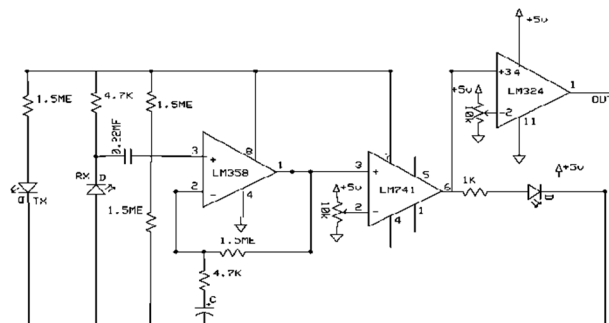 +5v
4.7K
1.5ME
1.5ME
+3 4
1
LM324
OUT
+5v
10K
-2
11
0.22MF
3
+
8
RX
D
1
3
+
7
5
+5v
LM358
+5v
LM741
6
1K
D
TX
2
-
4
10K
2
-
4
1
D
1.5ME
1.5ME
4.7K
C
+